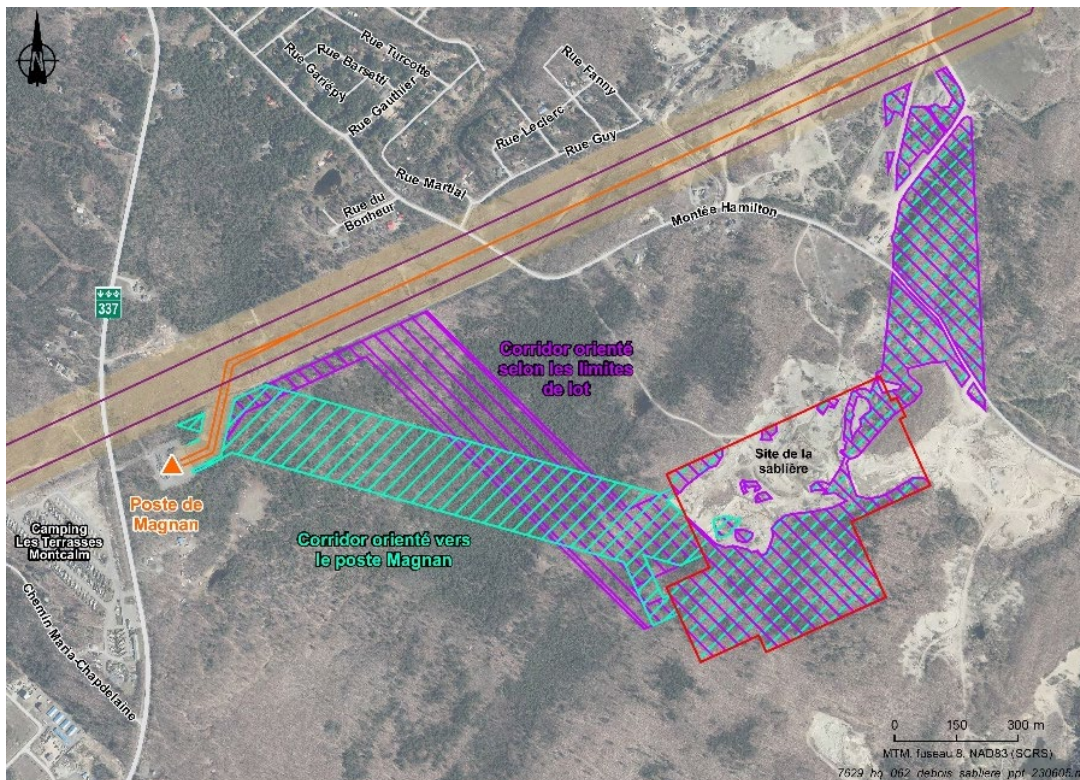 N
Rue Turcotte
Rue Barsetti
Rue Gariépy
Rue Gauthier
Rue Fanny
Rue Leclerc
Rue Guy
Rue Martial
Rue du
Bonheur
Montée Hamilton
337
Corridor orienté
selon les limites
de lot
Site de la
sablière
Poste de
Magnan
Camping
Les Terrasses
Montcalm
Corridor orienté vers
le poste Magnan
Chemin Maria-Chapdelaine
0 150 300 m
MTM, fuseau 8, NAD83 (SCRS)
7629_hq_062_debois_sabliere_ppt_230605